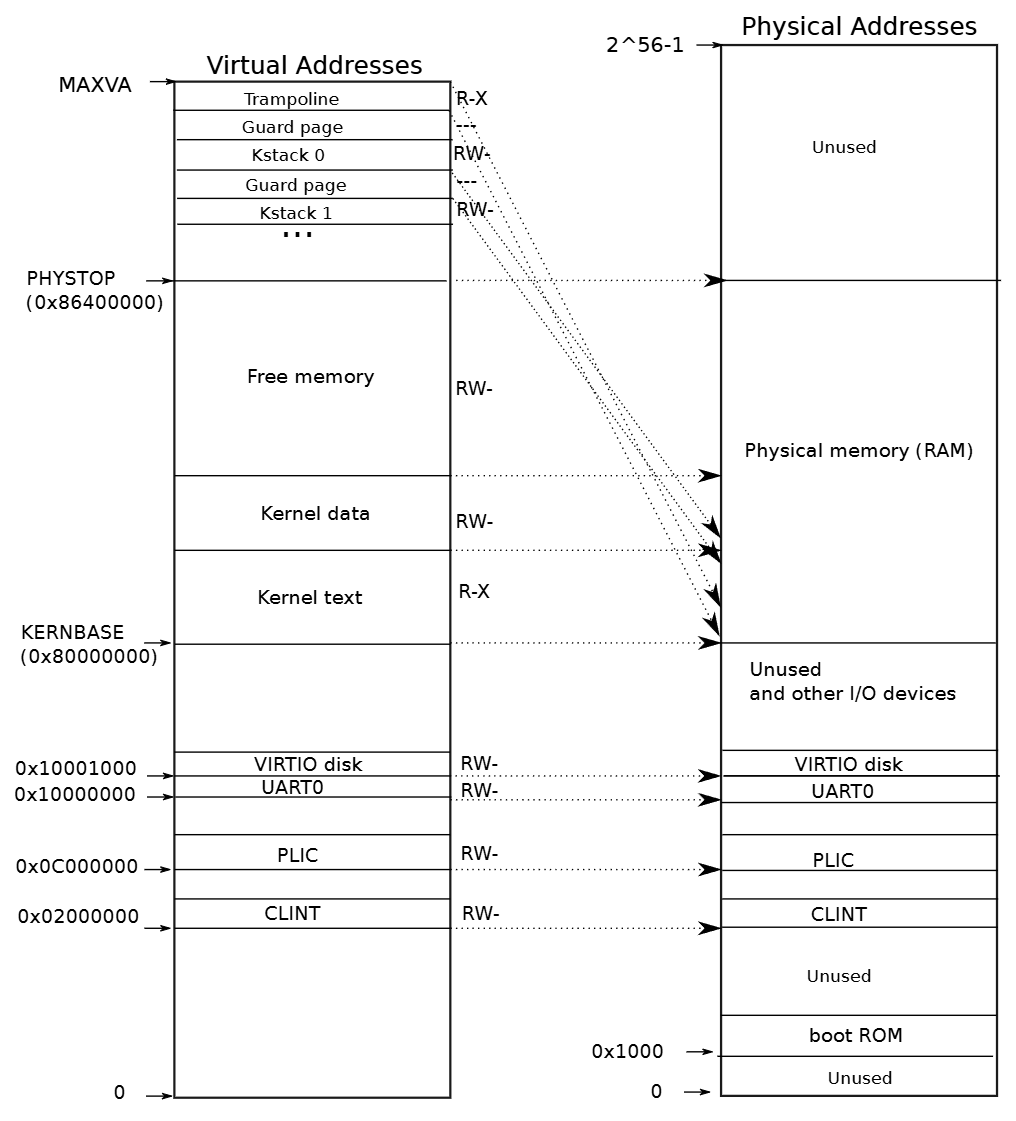 Physical Addresses
2^56-1
Virtual Addresses
MAXVA
Trampoline
R-X
Guard page
---
Unused
Kstack 0
RW-
Guard page
---
Kstack 1
RW-
...
PHYSTOP
(0x86400000)
Free memory
RW-
Physical memory (RAM)
Kernel data
RW-
Kernel text
R-X
KERNBASE
(0x80000000)
Unused
and other I/O devices
0x10001000
VIRTIO disk
RW-
VIRTIO disk
0x10000000
UART0
RW-
UART0
0x0C000000
PLIC
RW-
PLIC
0x02000000
CLINT
RW-
CLINT
Unused
boot ROM
0x1000
Unused
0
0